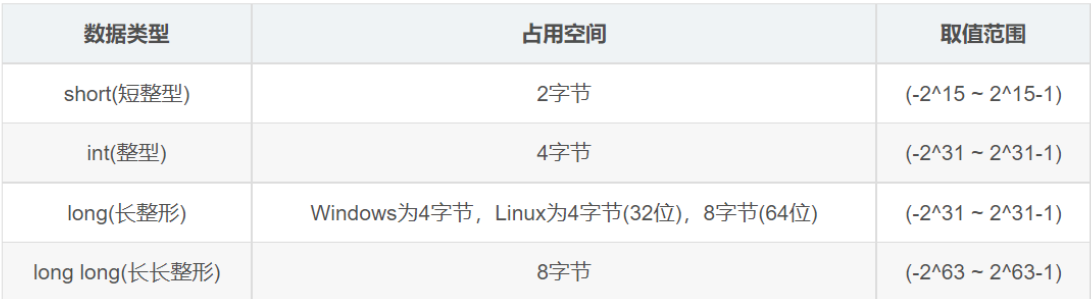 数据类型 占用空间 取值范围
short(短整型) 2字节 (-2^15 ~ 2^15-1)
int(整型) 4字节 (-2^31 ~ 2^31-1)
long(长整形) Windows为4字节，Linux为4字节(32位)，8字节(64位) (-2^31 ~ 2^31-1)
long long(长长整形) 8字节 (-2^63 ~ 2^63-1)